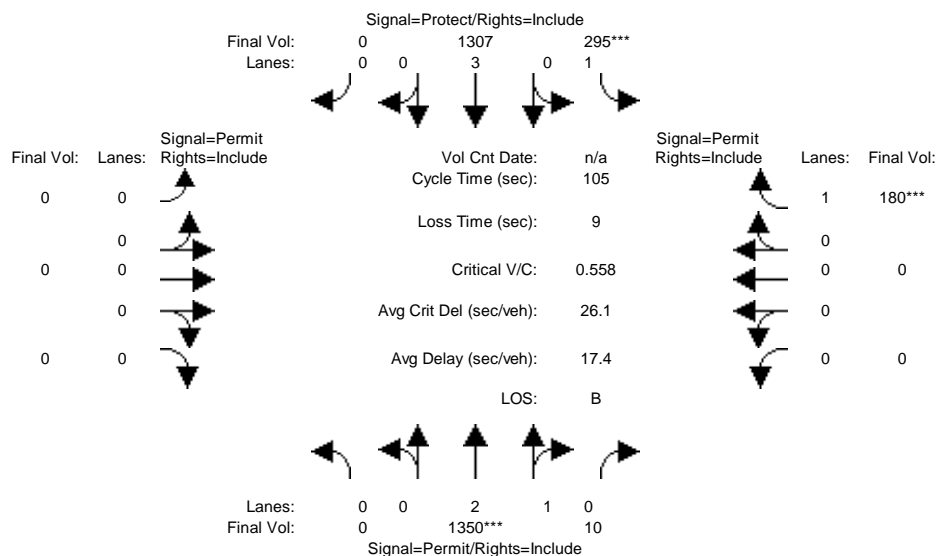 Signal=Protect/Rights=Include
Final Vol: 0 1307 295***
Lanes: 0 0 3 0 1
Signal=Permit
Final Vol: Lanes: Rights=Include
Vol Cnt Date: n/a
Cycle Time (sec): 105
Signal=Permit
Rights=Include Lanes: Final Vol:
0 0
1 180***
Loss Time (sec): 9
0
0
0 0
Critical V/C: 0.558
0 0
0
Avg Crit Del (sec/veh): 26.1
0
0 0
Avg Delay (sec/veh): 17.4
0 0
LOS: B
Lanes: 0 0 2 1 0
Final Vol: 0 1350*** 10
Signal=Permit/Rights=Include